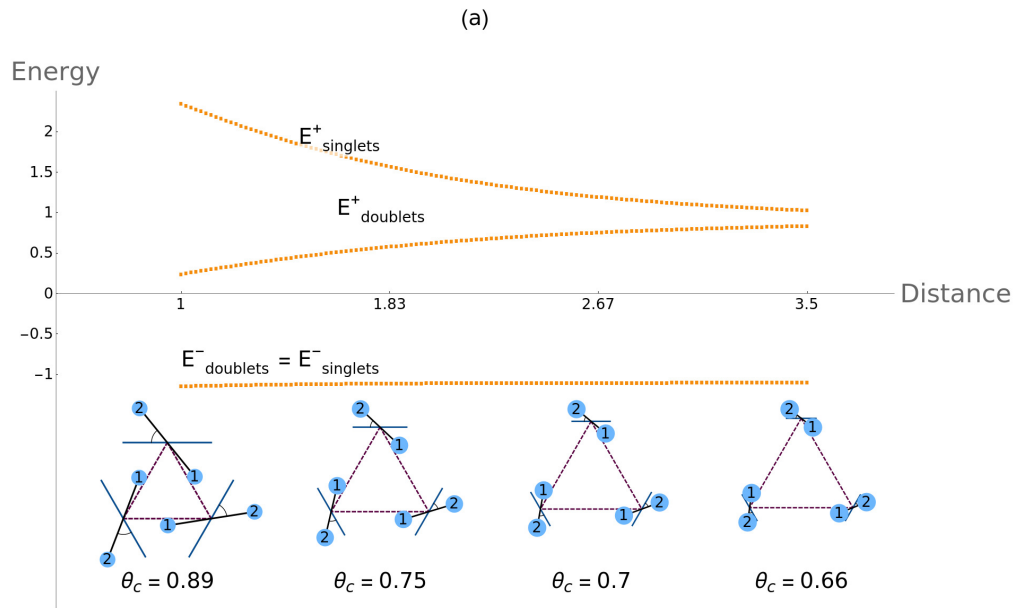 (a)
Energy
2
1.5
1
0.5
0
−0.5
−1
E⁺singlets
E⁺doublets
E⁻doublets = E⁻singlets
1 1.83 2.67 3.5
Distance
2 2 2 2
1 1 1 1
1 1 1 1 1 1 1 1
2 2 2 2 2 2 2 2
θc = 0.89 θc = 0.75 θc = 0.7 θc = 0.66